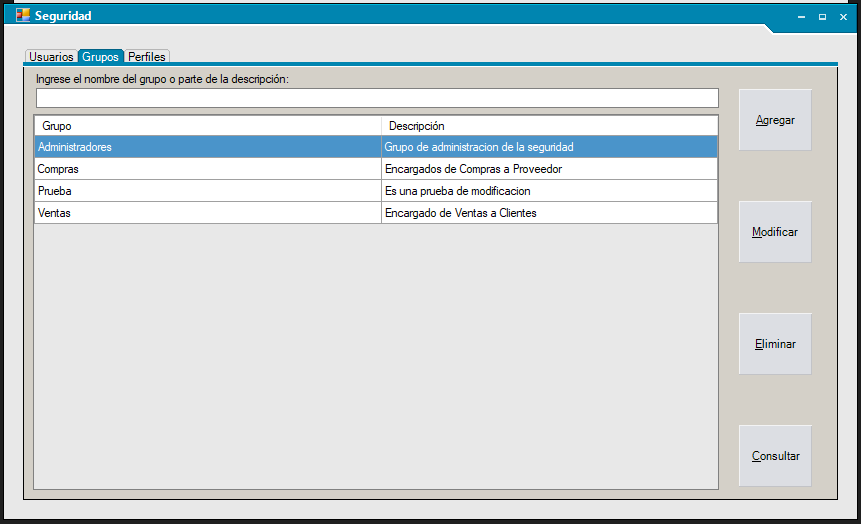 Seguridad
Usuarios Grupos Perfiles
Ingrese el nombre del grupo o parte de la descripción:
Grupo Descripción
Administradores Grupo de administracion de la seguridad
Compras Encargados de Compras a Proveedor
Prueba Es una prueba de modificacion
Ventas Encargado de Ventas a Clientes
Agregar
Modificar
Eliminar
Consultar